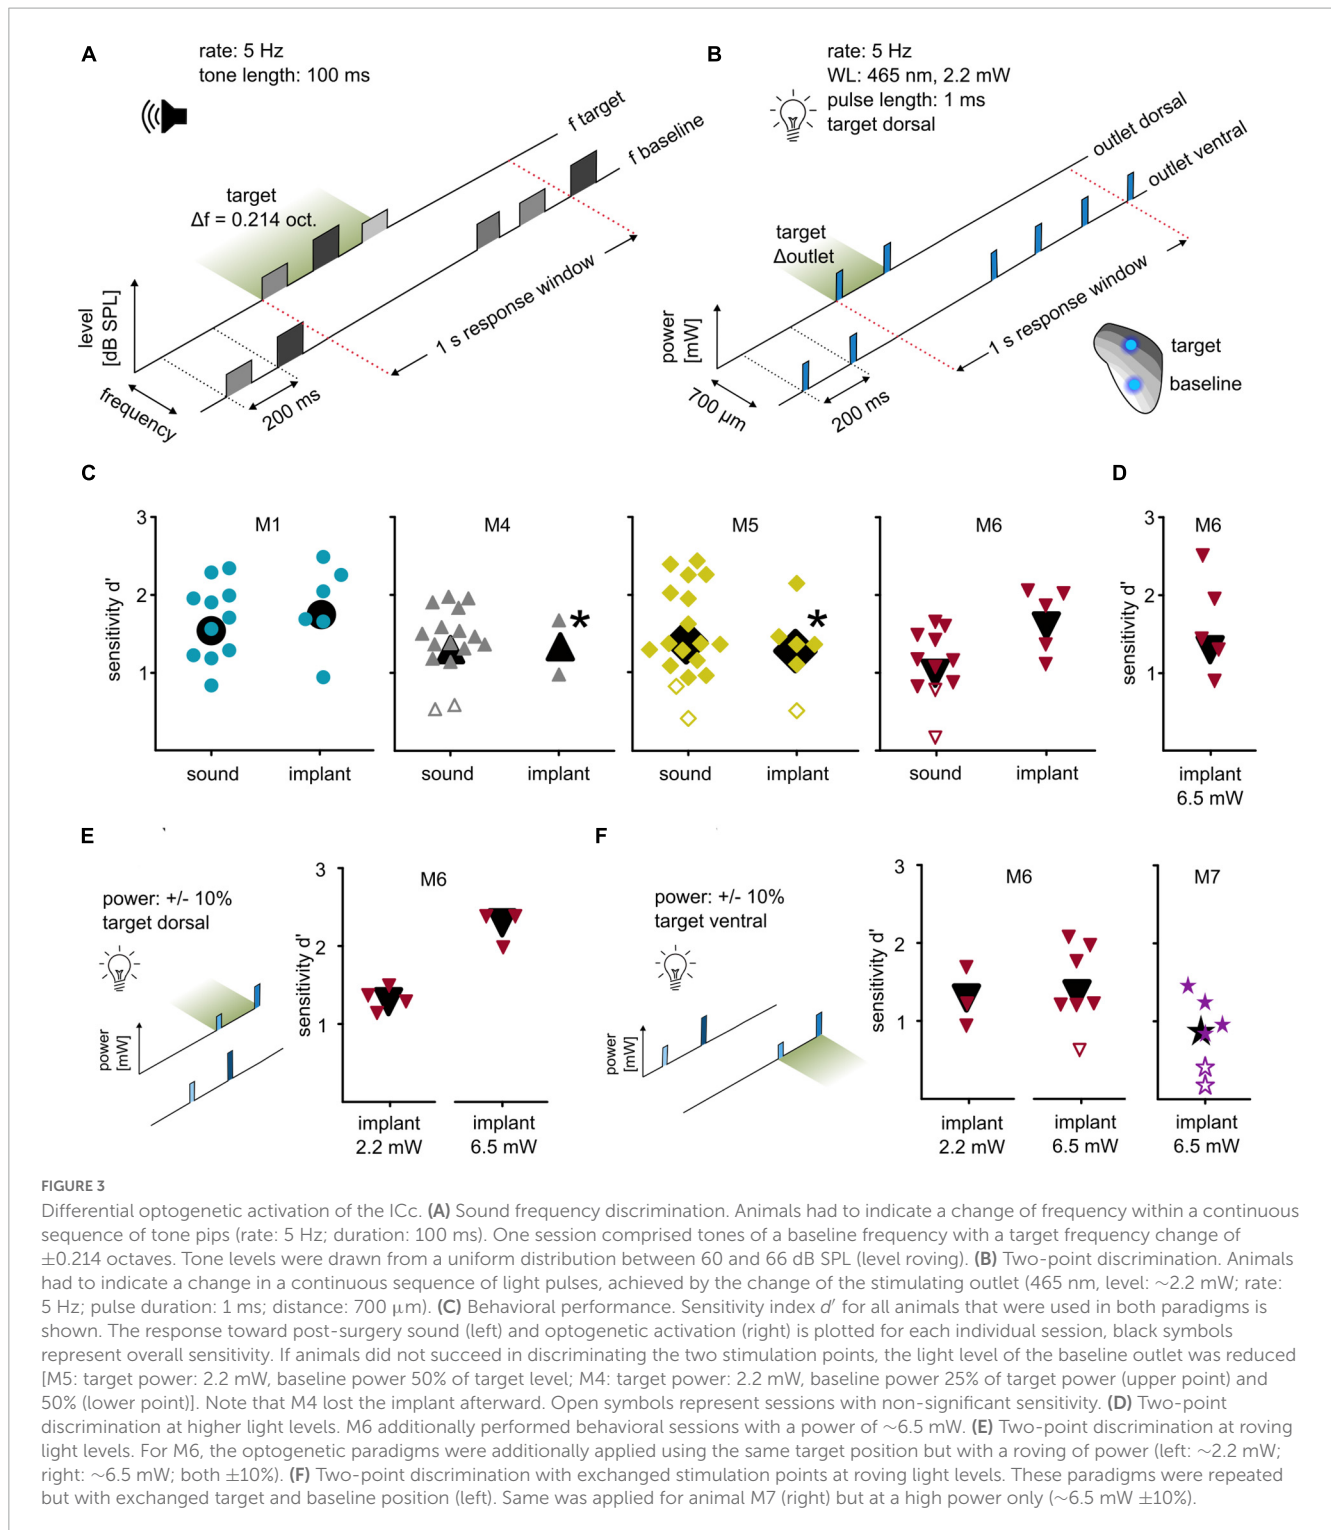 A
rate: 5 Hz
tone length: 100 ms
f target
f baseline
target
Δf = 0.214 oct.
level
[dB SPL]
frequency
200 ms
1 s response window
B
rate: 5 Hz
WL: 465 nm, 2.2 mW
pulse length: 1 ms
target dorsal
outlet dorsal
outlet ventral
target
Δoutlet
power
[mW]
700 µm
200 ms
1 s response window
target
baseline
C
sensitivity d'
3
2
1
M1
sound
implant
M4
*
sound
implant
M5
*
sound
implant
M6
sound
implant
D
sensitivity d'
3
2
1
M6
implant
6.5 mW
E
power: +/- 10%
target dorsal
power
[mW]
sensitivity d'
3
2
1
M6
implant
2.2 mW
implant
6.5 mW
F
power: +/- 10%
target ventral
power
[mW]
sensitivity d'
3
2
1
M6
implant
2.2 mW
implant
6.5 mW
M7
implant
6.5 mW
FIGURE 3
Differential optogenetic activation of the ICc. (A) Sound frequency discrimination. Animals had to indicate a change of frequency within a continuous
sequence of tone pips (rate: 5 Hz; duration: 100 ms). One session comprised tones of a baseline frequency with a target frequency change of
±0.214 octaves. Tone levels were drawn from a uniform distribution between 60 and 66 dB SPL (level roving). (B) Two-point discrimination. Animals
had to indicate a change in a continuous sequence of light pulses, achieved by the change of the stimulating outlet (465 nm, level: ~2.2 mW; rate:
5 Hz; pulse duration: 1 ms; distance: 700 µm). (C) Behavioral performance. Sensitivity index d′ for all animals that were used in both paradigms is
shown. The response toward post-surgery sound (left) and optogenetic activation (right) is plotted for each individual session, black symbols
represent overall sensitivity. If animals did not succeed in discriminating the two stimulation points, the light level of the baseline outlet was reduced
[M5: target power: 2.2 mW, baseline power 50% of target level; M4: target power: 2.2 mW, baseline power 25% of target power (upper point) and
50% (lower point)]. Note that M4 lost the implant afterward. Open symbols represent sessions with non-significant sensitivity. (D) Two-point
discrimination at higher light levels. M6 additionally performed behavioral sessions with a power of ~6.5 mW. (E) Two-point discrimination at roving
light levels. For M6, the optogenetic paradigms were additionally applied using the same target position but with a roving of power (left: ~2.2 mW;
right: ~6.5 mW; both ±10%). (F) Two-point discrimination with exchanged stimulation points at roving light levels. These paradigms were repeated
but with exchanged target and baseline position (left). Same was applied for animal M7 (right) but at a high power only (~6.5 mW ±10%).